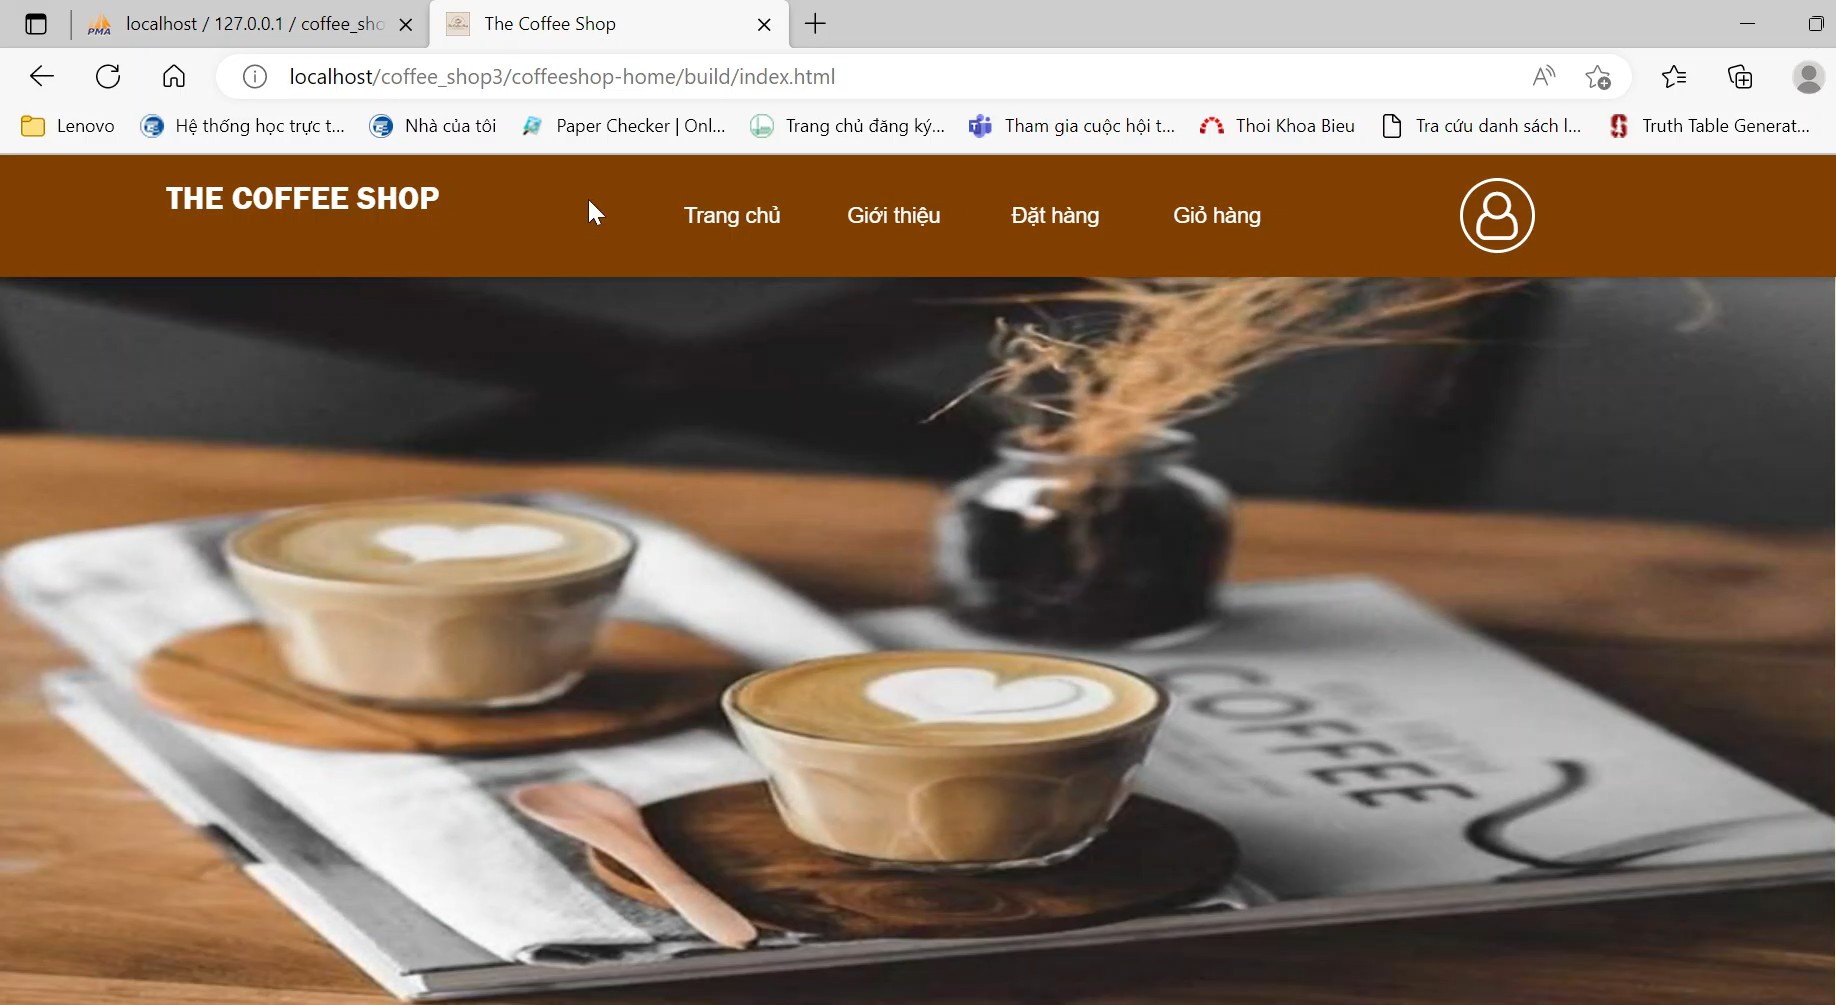 localhost / 127.0.0.1 / coffee_sho
The Coffee Shop
localhost/coffee_shop3/coffeeshop-home/build/index.html
Lenovo
Hệ thống học trực t...
Nhà của tôi
Paper Checker | Onl...
Trang chủ đăng ký...
Tham gia cuộc hội t...
Thoi Khoa Bieu
Tra cứu danh sách l...
Truth Table Generat...
THE COFFEE SHOP
Trang chủ
Giới thiệu
Đặt hàng
Giỏ hàng
COFFEE